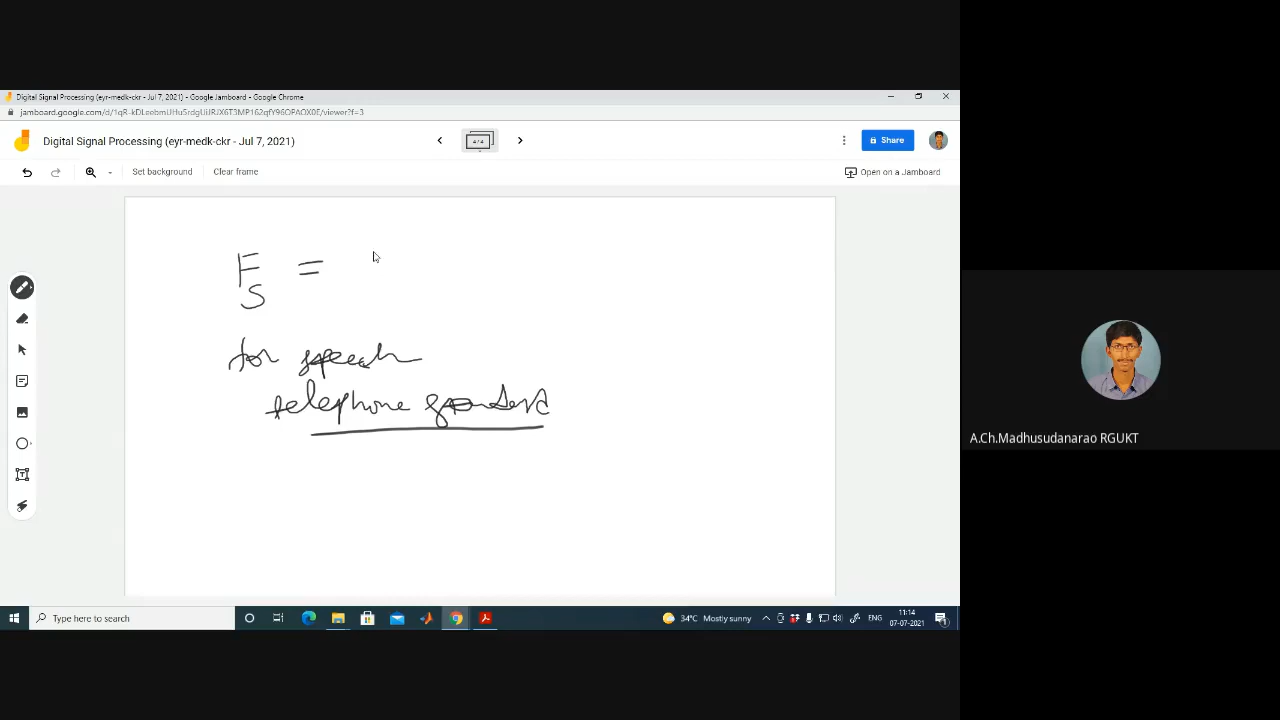 Digital Signal Processing (eyr-medk-ckr - Jul 7, 2021) - Google Jamboard - Google Chrome
Digital Signal Processing (eyr-medk-ckr - Jul 7, 2021)
4 / 4
Share
Set background
Clear frame
Open on a Jamboard
F
S =
for speech
telephone
A.Ch.Madhusudanarao RGUKT
Type here to search
34°C Mostly sunny
ENG
11:14
07-07-2021